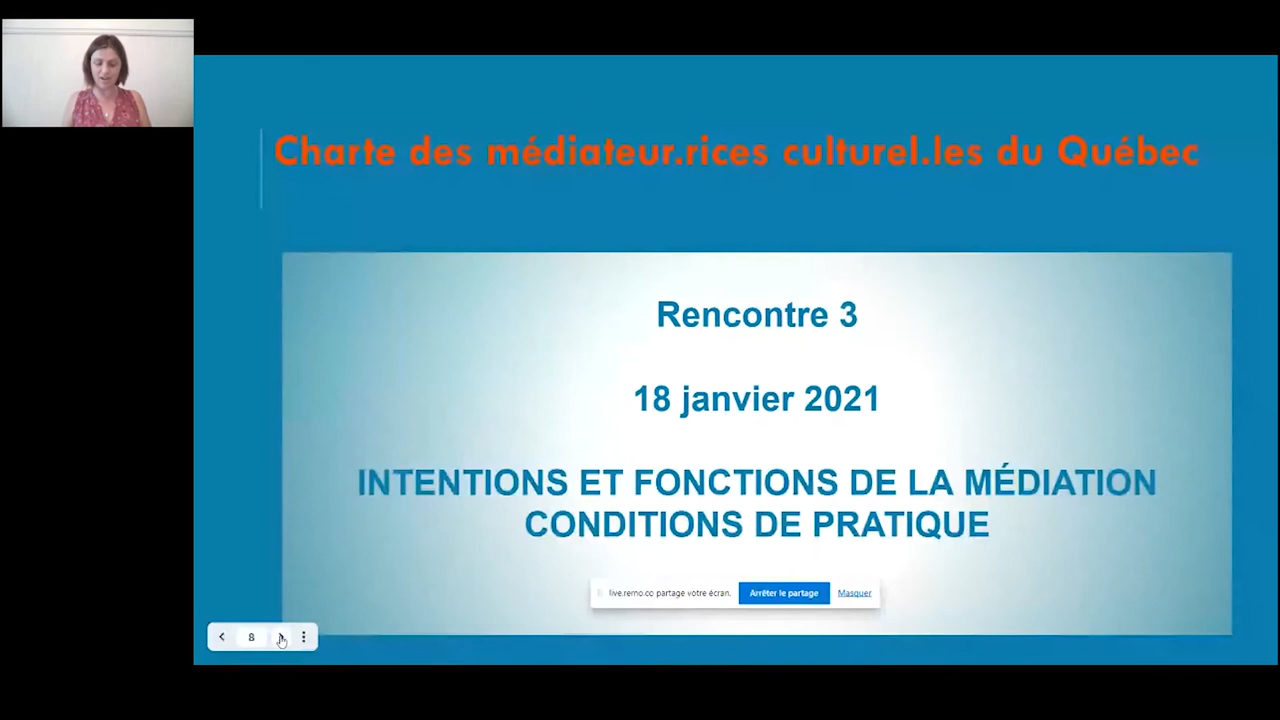 Charte des médiateur.rices culturel.les du Québec
Rencontre 3
18 janvier 2021
INTENTIONS ET FONCTIONS DE LA MÉDIATION
CONDITIONS DE PRATIQUE
live.remo.co partage votre écran.
Arrêter le partage
Masquer
8